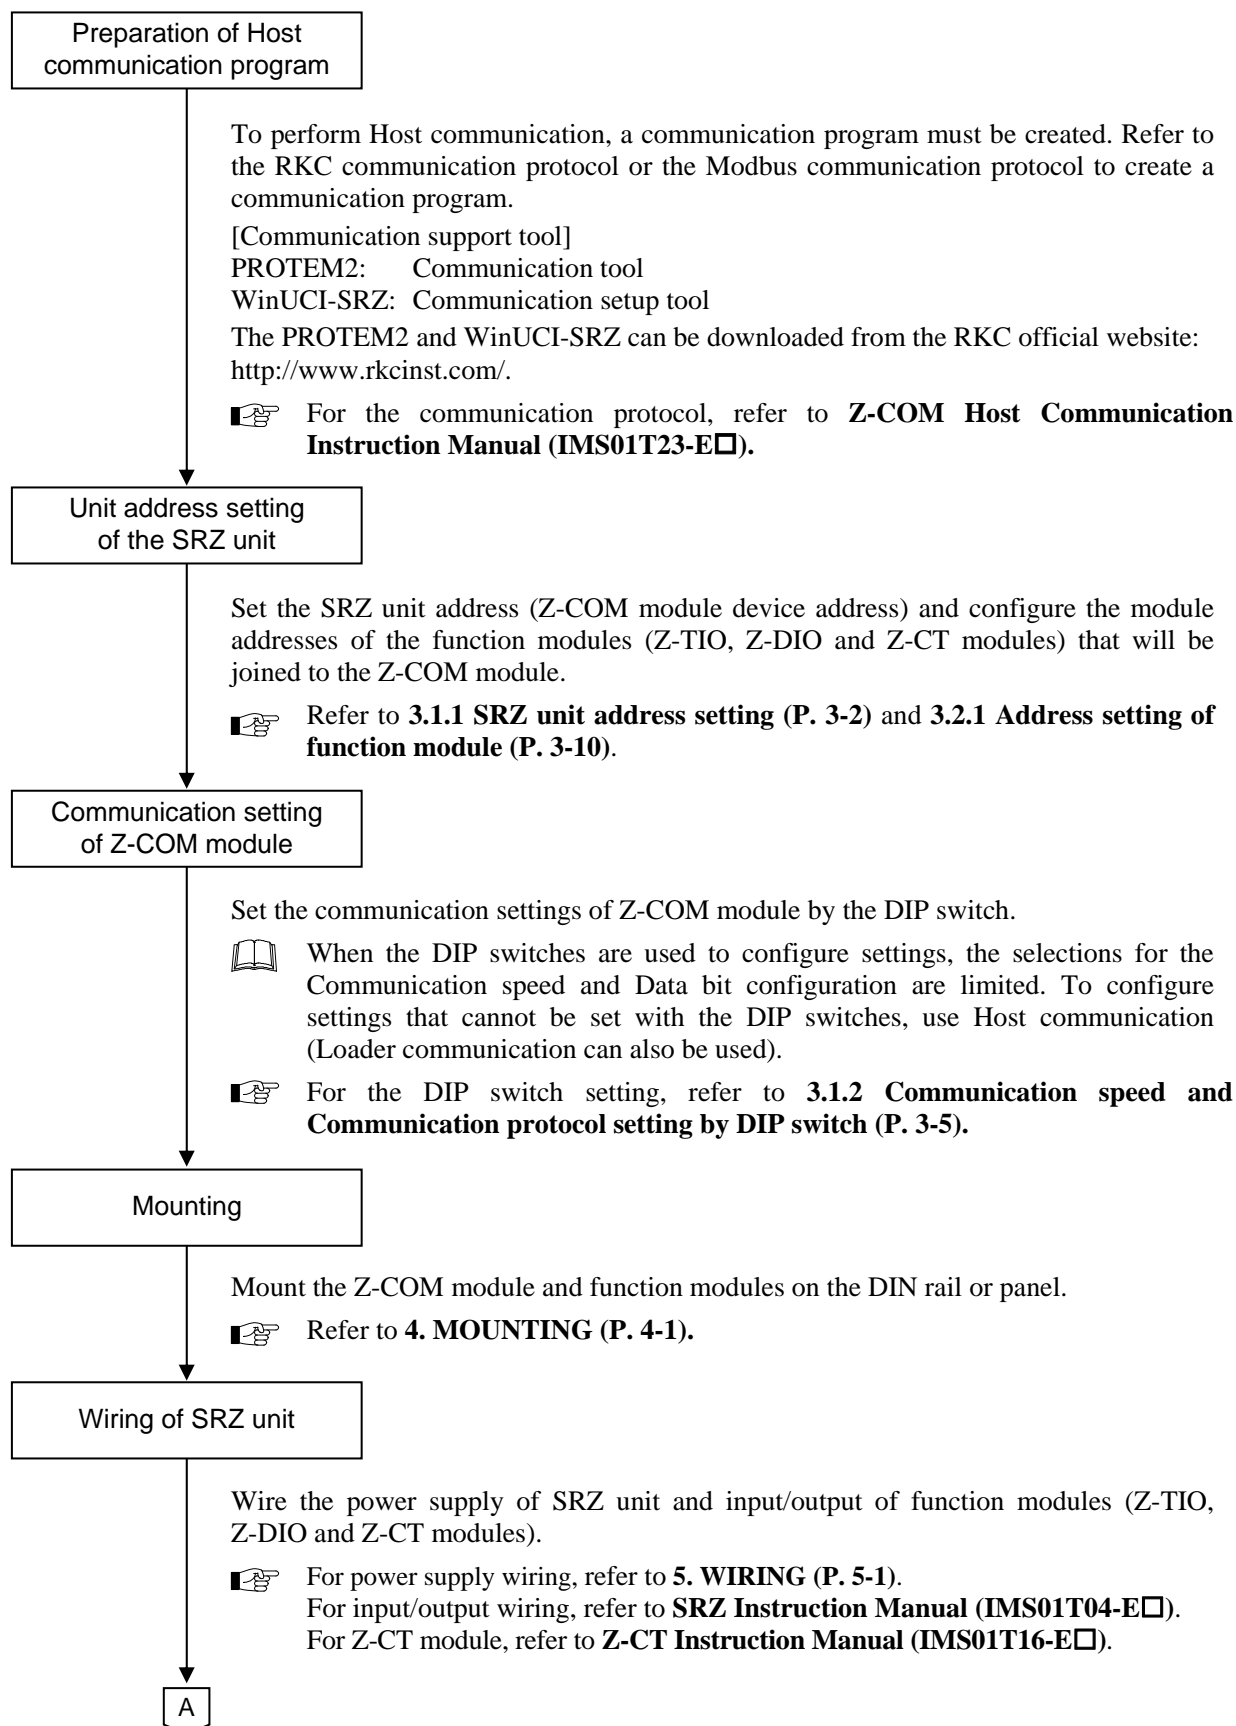 Preparation of Host
communication program
To perform Host communication, a communication program must be created. Refer to
the RKC communication protocol or the Modbus communication protocol to create a
communication program.
[Communication support tool]
PROTEM2: Communication tool
WinUCI-SRZ: Communication setup tool
The PROTEM2 and WinUCI-SRZ can be downloaded from the RKC official website:
http://www.rkcinst.com/.
For the communication protocol, refer to Z-COM Host Communication
Instruction Manual (IMS01T23-E□).
Unit address setting
of the SRZ unit
Set the SRZ unit address (Z-COM module device address) and configure the module
addresses of the function modules (Z-TIO, Z-DIO and Z-CT modules) that will be
joined to the Z-COM module.
Refer to 3.1.1 SRZ unit address setting (P. 3-2) and 3.2.1 Address setting of
function module (P. 3-10).
Communication setting
of Z-COM module
Set the communication settings of Z-COM module by the DIP switch.
When the DIP switches are used to configure settings, the selections for the
Communication speed and Data bit configuration are limited. To configure
settings that cannot be set with the DIP switches, use Host communication
(Loader communication can also be used).
For the DIP switch setting, refer to 3.1.2 Communication speed and
Communication protocol setting by DIP switch (P. 3-5).
Mounting
Mount the Z-COM module and function modules on the DIN rail or panel.
Refer to 4. MOUNTING (P. 4-1).
Wiring of SRZ unit
Wire the power supply of SRZ unit and input/output of function modules (Z-TIO,
Z-DIO and Z-CT modules).
For power supply wiring, refer to 5. WIRING (P. 5-1).
For input/output wiring, refer to SRZ Instruction Manual (IMS01T04-E□).
For Z-CT module, refer to Z-CT Instruction Manual (IMS01T16-E□).
A